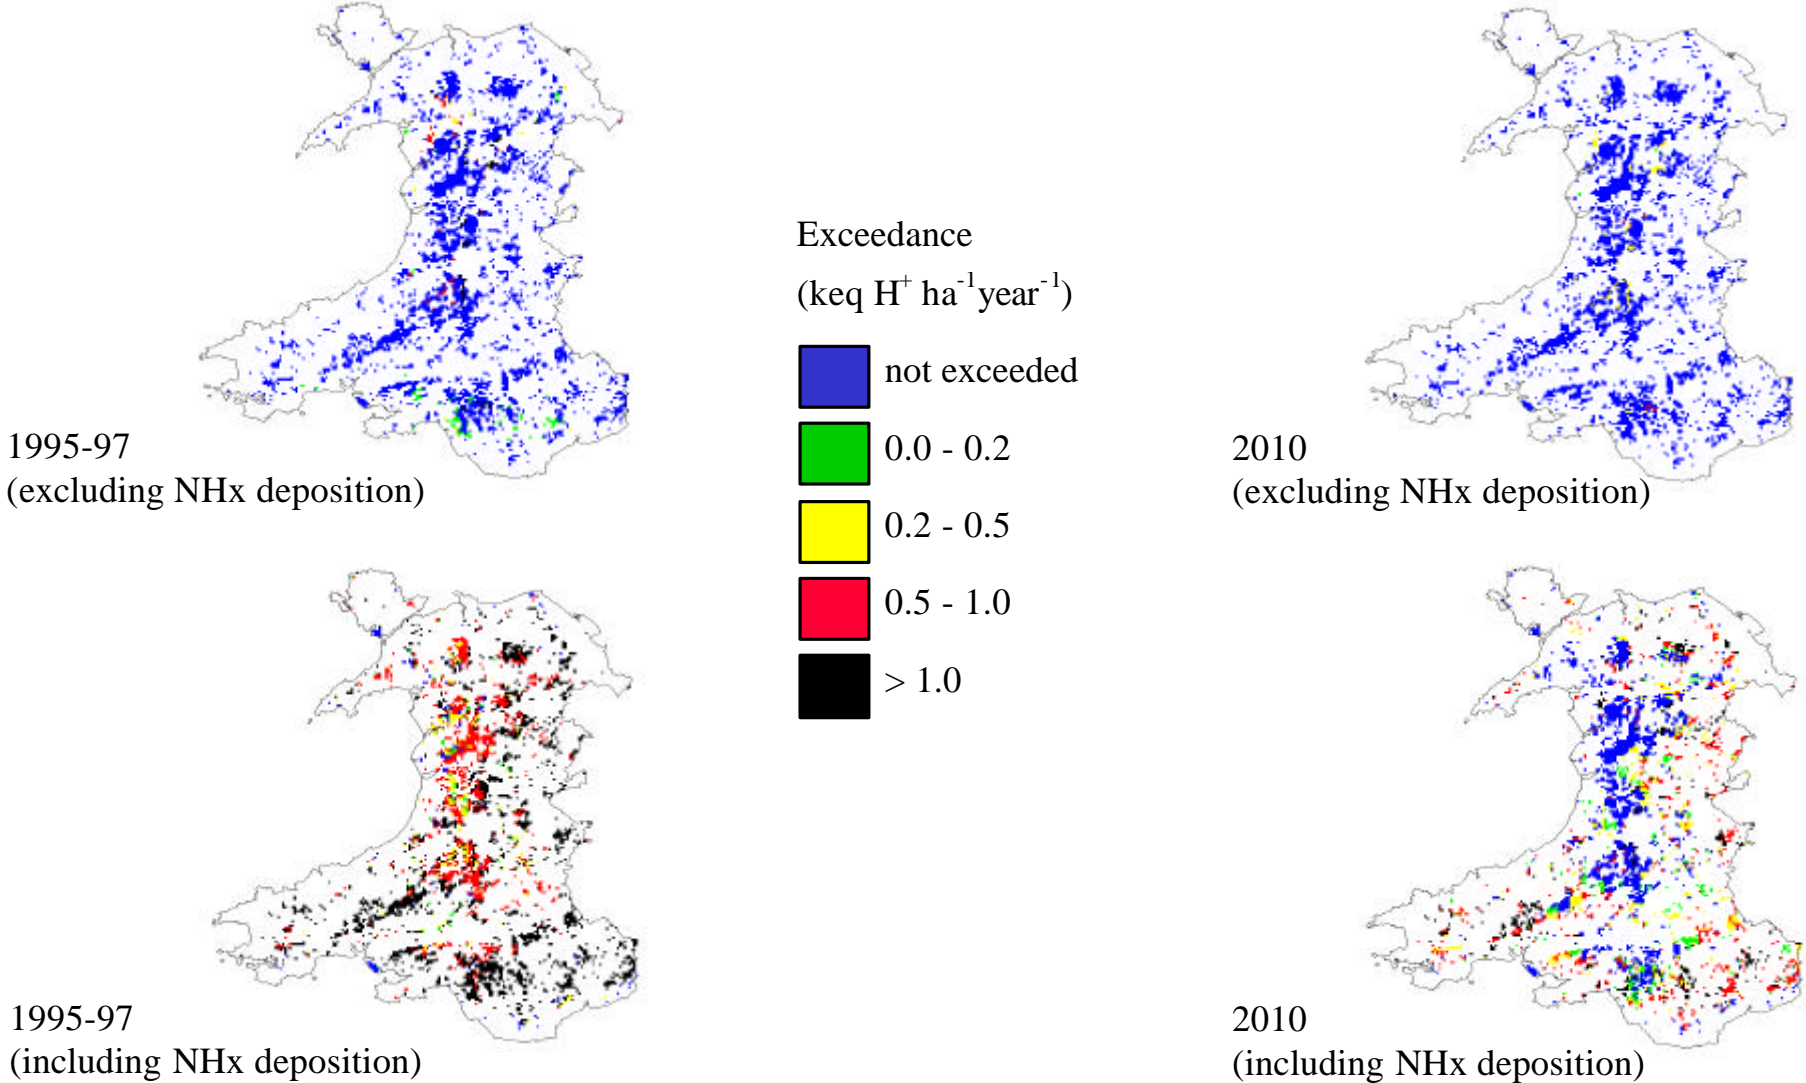 Exceedance
(keq H⁺ ha⁻¹year⁻¹)
not exceeded
0.0 - 0.2
0.2 - 0.5
0.5 - 1.0
> 1.0
1995-97
(excluding NHx deposition)
2010
(excluding NHx deposition)
1995-97
(including NHx deposition)
2010
(including NHx deposition)